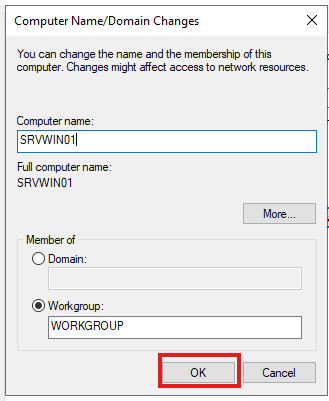 Computer Name/Domain Changes
You can change the name and the membership of this
computer. Changes might affect access to network resources.
Computer name:
SRVWIN01
Full computer name:
SRVWIN01
More...
Member of
Domain:
Workgroup:
WORKGROUP
OK
Cancel